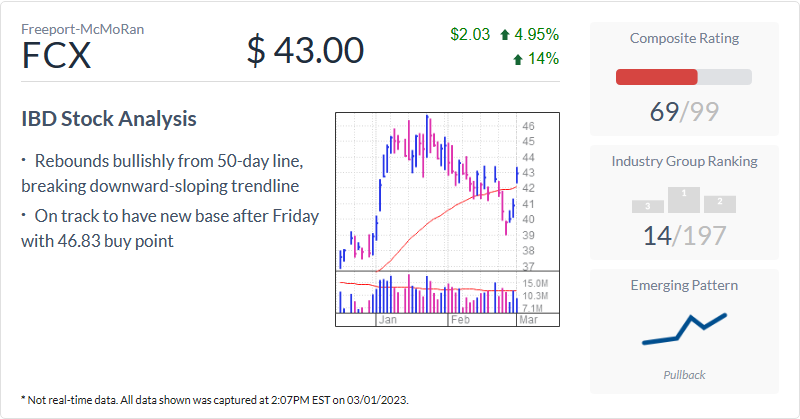 Freeport-McMoRan
FCX
$ 43.00
$2.03 4.95%
14%
IBD Stock Analysis
· Rebounds bullishly from 50-day line,
breaking downward-sloping trendline
· On track to have new base after Friday
with 46.83 buy point
46
45
44
43
42
41
40
39
38
37
15.0M
10.3M
7.1M
Jan Feb Mar
Composite Rating
69/99
Industry Group Ranking
3 1 2
14/197
Emerging Pattern
Pullback
* Not real-time data. All data shown was captured at 2:07PM EST on 03/01/2023.